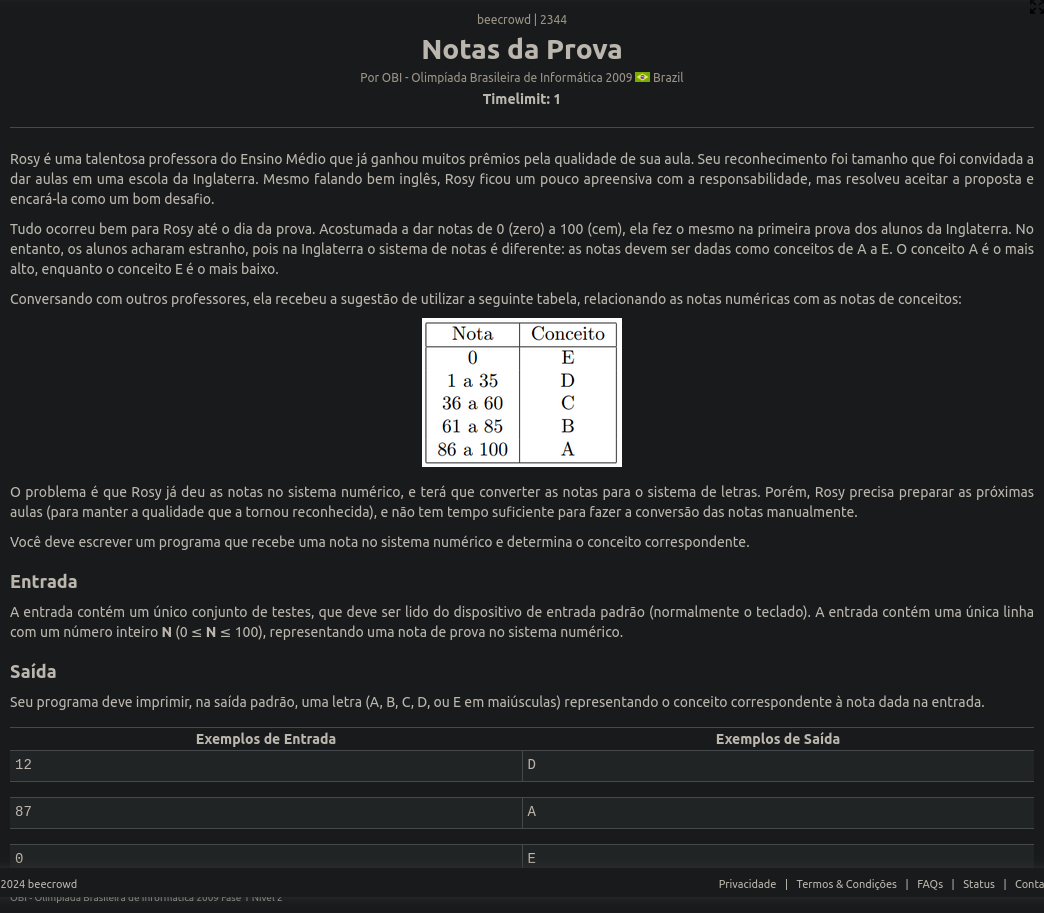 beecrowd | 2344
Notas da Prova
Por OBI - Olimpíada Brasileira de Informática 2009 Brazil
Timelimit: 1
Rosy é uma talentosa professora do Ensino Médio que já ganhou muitos prêmios pela qualidade de sua aula. Seu reconhecimento foi tamanho que foi convidada a
dar aulas em uma escola da Inglaterra. Mesmo falando bem inglês, Rosy ficou um pouco apreensiva com a responsabilidade, mas resolveu aceitar a proposta e
encará-la como um bom desafio.
Tudo ocorreu bem para Rosy até o dia da prova. Acostumada a dar notas de 0 (zero) a 100 (cem), ela fez o mesmo na primeira prova dos alunos da Inglaterra. No
entanto, os alunos acharam estranho, pois na Inglaterra o sistema de notas é diferente: as notas devem ser dadas como conceitos de A a E. O conceito A é o mais
alto, enquanto o conceito E é o mais baixo.
Conversando com outros professores, ela recebeu a sugestão de utilizar a seguinte tabela, relacionando as notas numéricas com as notas de conceitos:
Nota Conceito
0 E
1 a 35 D
36 a 60 C
61 a 85 B
86 a 100 A
O problema é que Rosy já deu as notas no sistema numérico, e terá que converter as notas para o sistema de letras. Porém, Rosy precisa preparar as próximas
aulas (para manter a qualidade que a tornou reconhecida), e não tem tempo suficiente para fazer a conversão das notas manualmente.
Você deve escrever um programa que recebe uma nota no sistema numérico e determina o conceito correspondente.
Entrada
A entrada contém um único conjunto de testes, que deve ser lido do dispositivo de entrada padrão (normalmente o teclado). A entrada contém uma única linha
com um número inteiro N (0 ≤ N ≤ 100), representando uma nota de prova no sistema numérico.
Saída
Seu programa deve imprimir, na saída padrão, uma letra (A, B, C, D, ou E em maiúsculas) representando o conceito correspondente à nota dada na entrada.
Exemplos de Entrada Exemplos de Saída
12 D
87 A
0 E
2024 beecrowd Privacidade | Termos & Condições | FAQs | Status | Conta
OBI - Olimpíada Brasileira de Informática 2009 Fase 1 Nível 2